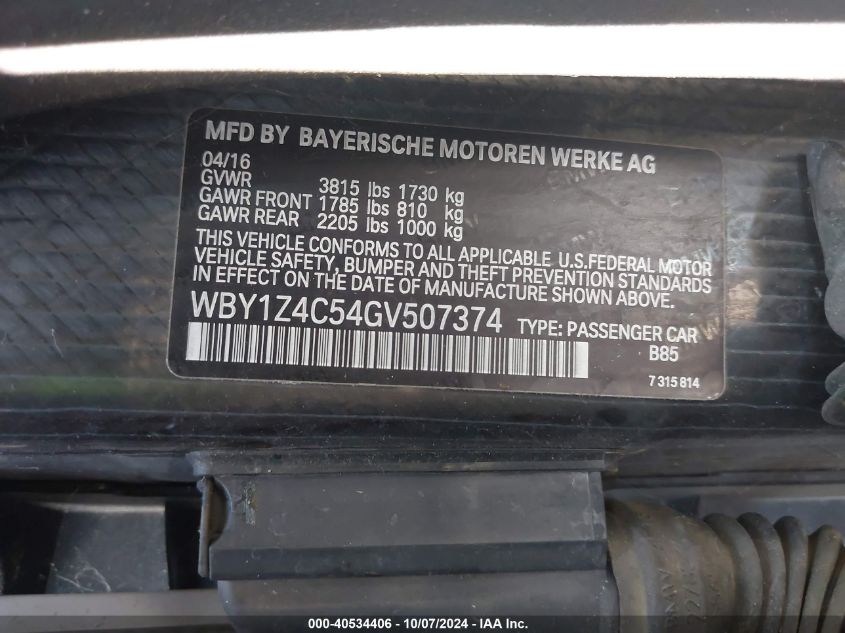 MFD BY BAYERISCHE MOTOREN WERKE AG
04/16
GVWR 3815 lbs 1730 kg
GAWR FRONT 1785 lbs 810 kg
GAWR REAR 2205 lbs 1000 kg
THIS VEHICLE CONFORMS TO ALL APPLICABLE U.S.FEDERAL MOTOR
VEHICLE SAFETY, BUMPER AND THEFT PREVENTION STANDARDS
IN EFFECT ON THE DATE OF MANUFACTURE SHOWN ABOVE.
WBY1Z4C54GV507374 TYPE: PASSENGER CAR
B85
7 315 814
BMW
000-40534406 - 10/07/2024 - IAA Inc.